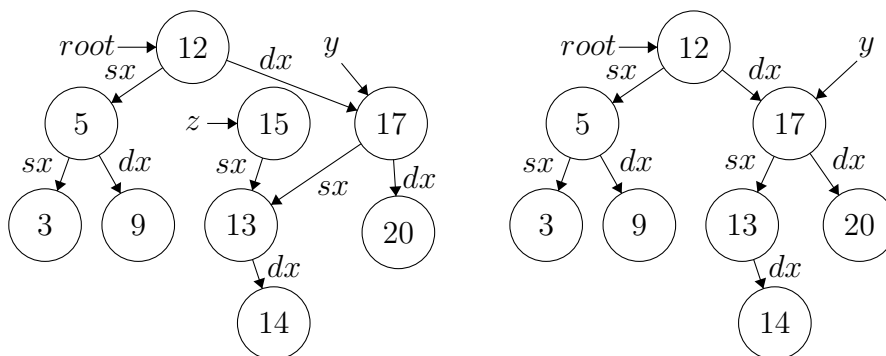 root 12 y root 12 y
sx dx sx dx
5 z 15 17 5 17
sx dx sx sx dx sx dx sx dx
3 9 13 20 3 9 13 20
dx dx
14 14